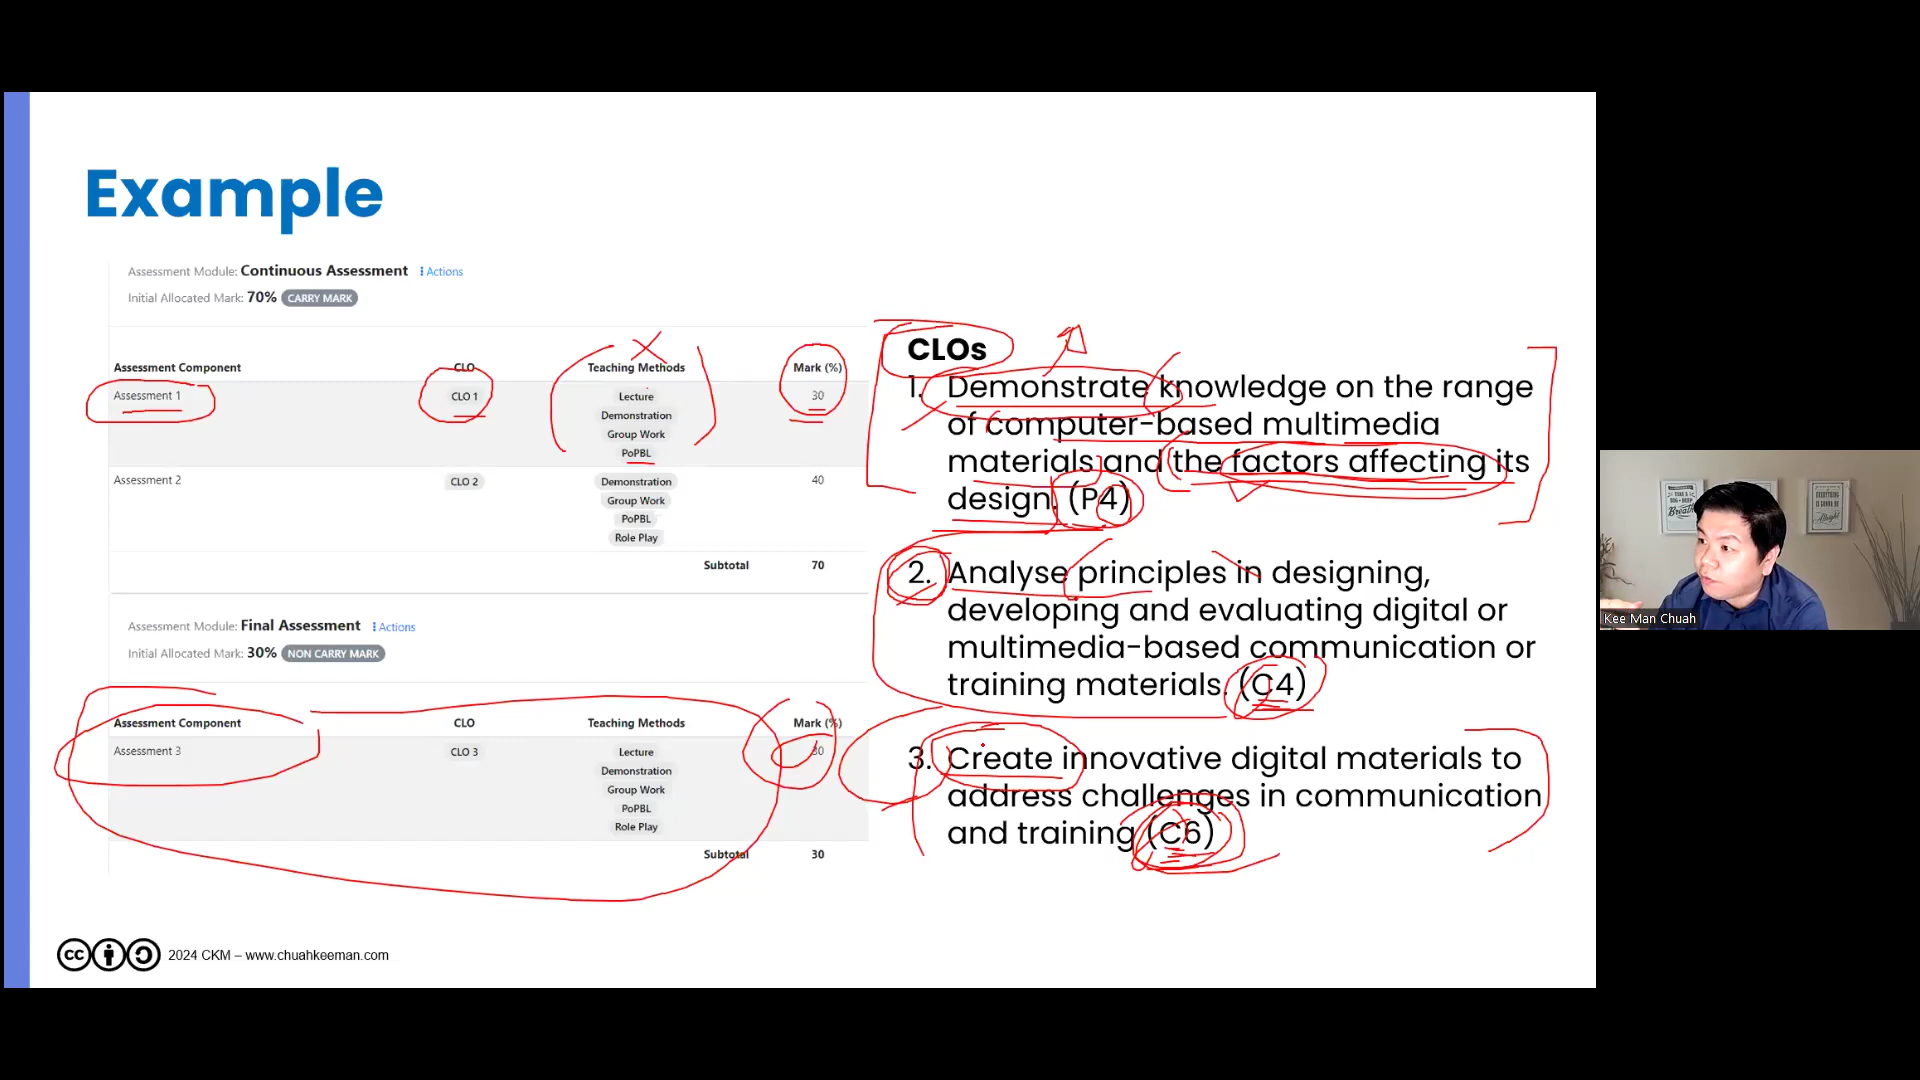 Example
Assessment Module: Continuous Assessment Actions
Initial Allocated Mark: 70% CARRY MARK
Assessment Component CLO Teaching Methods Mark (%)
Assessment 1 CLO 1 Lecture 30
Demonstration
Group Work
PoPBL
Assessment 2 CLO 2 Demonstration 40
Group Work
PoPBL
Role Play
Subtotal 70
Assessment Module: Final Assessment Actions
Initial Allocated Mark: 30% NON CARRY MARK
Assessment Component CLO Teaching Methods Mark (%)
Assessment 3 CLO 3 Lecture 30
Demonstration
Group Work
PoPBL
Role Play
Subtotal 30
CLOs
1. Demonstrate knowledge on the range
of computer-based multimedia
materials and the factors affecting its
design. (P4)
2. Analyse principles in designing,
developing and evaluating digital or
multimedia-based communication or
training materials. (C4)
3. Create innovative digital materials to
address challenges in communication
and training (C6)
cc 2024 CKM – www.chuahkeeman.com
Kee Man Chuah